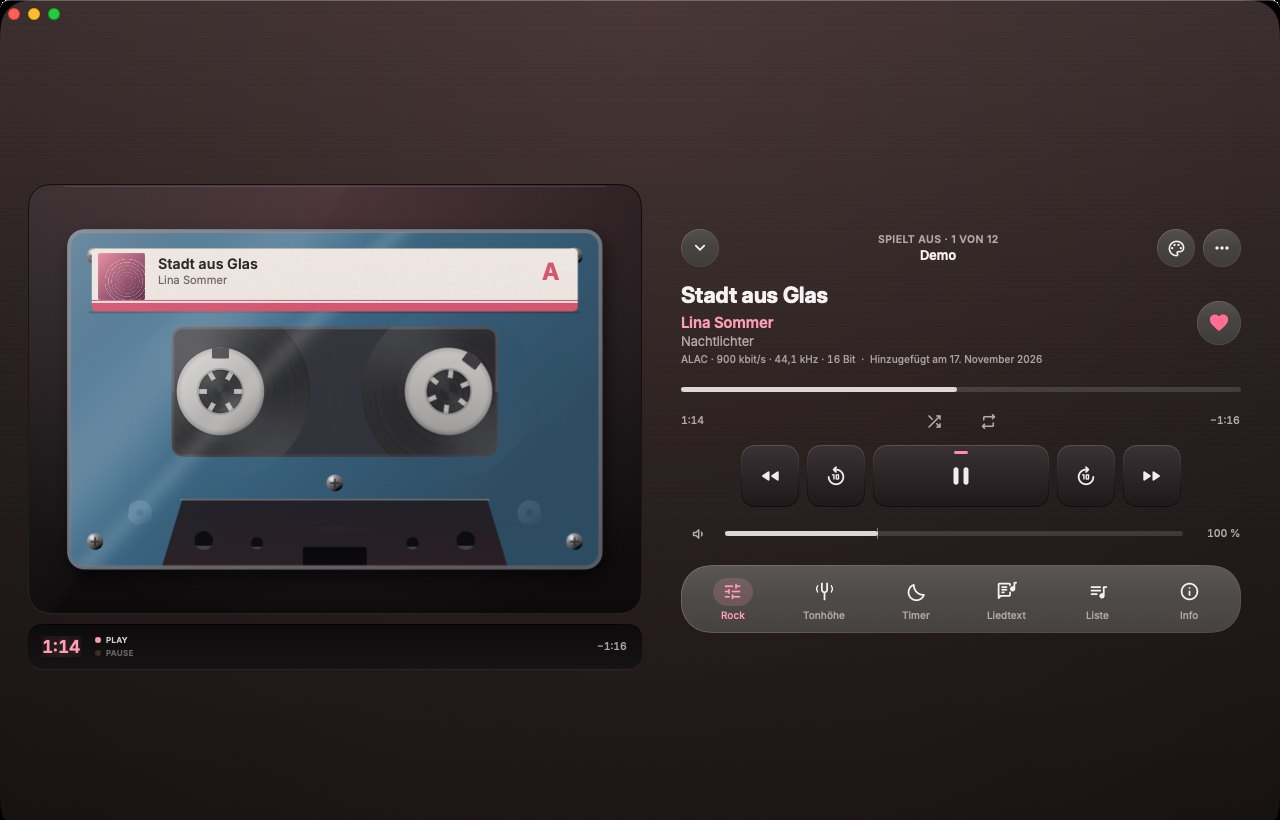 Stadt aus Glas
Lina Sommer
A
1:14
PLAY
PAUSE
−1:16
SPIELT AUS · 1 VON 12
Demo
Stadt aus Glas
Lina Sommer
Nachtlichter
ALAC · 900 kbit/s · 44,1 kHz · 16 Bit · Hinzugefügt am 17. November 2026
1:14
−1:16
10
10
100 %
Rock
Tonhöhe
Timer
Liedtext
Liste
Info